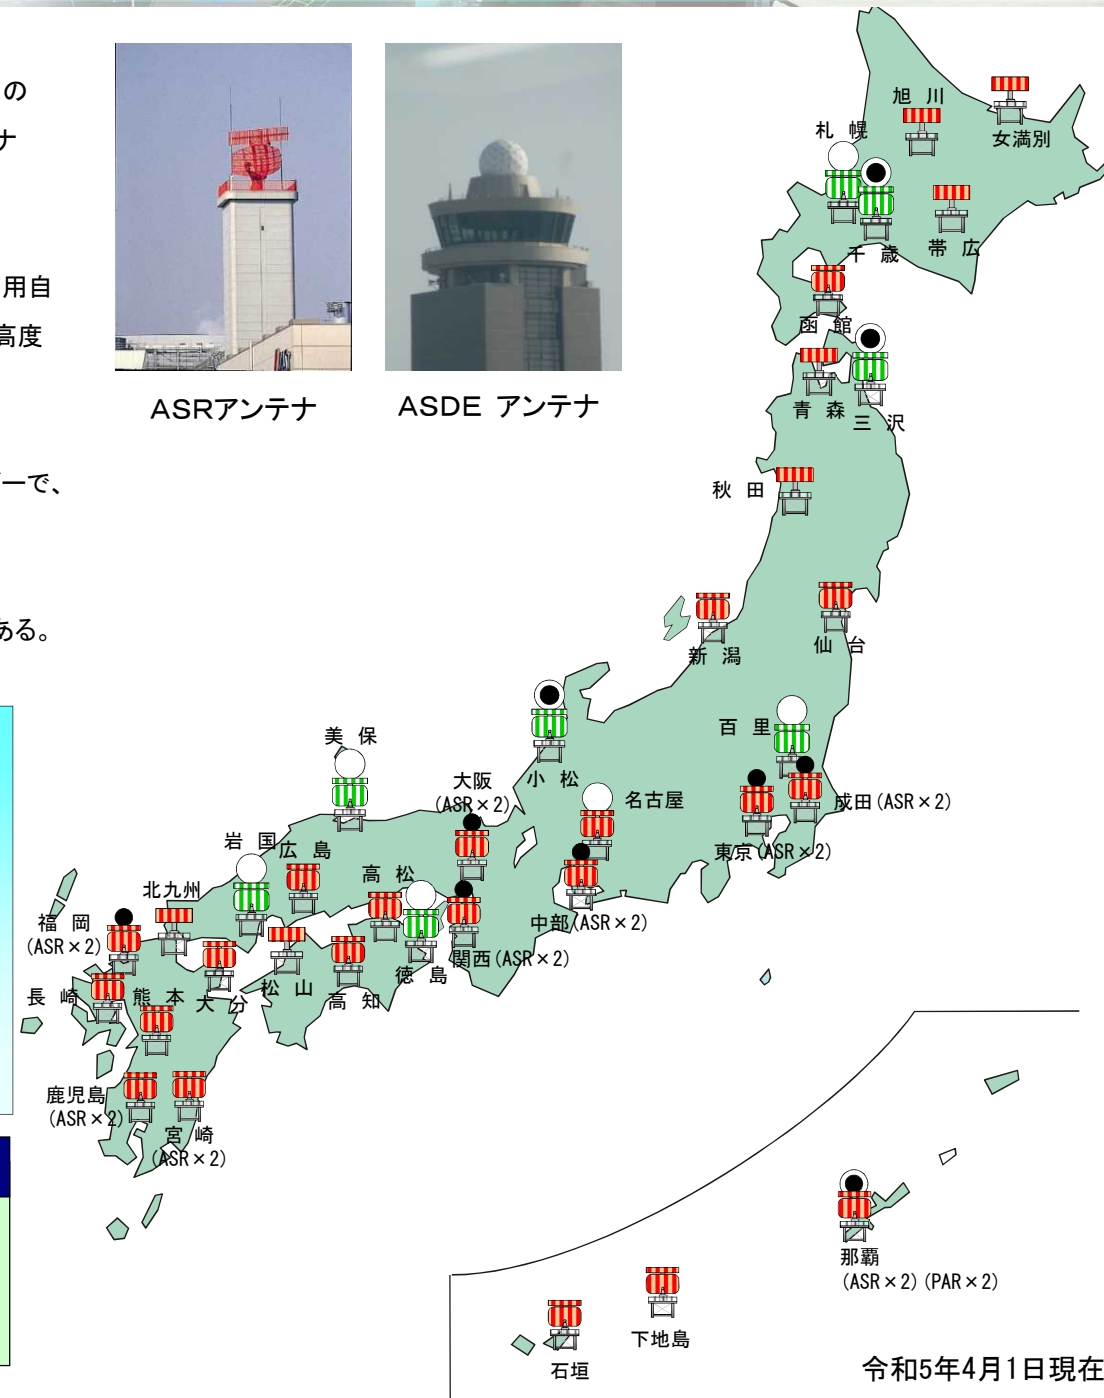 の
ナ
用自
高度
ーで、
ある。
ASRアンテナ
ASDE アンテナ
旭 川
女満別
札 幌
千 歳
帯 広
函 館
青 森
三 沢
秋 田
仙 台
新 潟
百 里
美 保
大阪
(ASR×2)
小 松
名古屋
成田(ASR×2)
東京(ASR×2)
岩 国
広 島
高 松
北九州
福 岡
(ASR×2)
中部(ASR×2)
関西(ASR×2)
徳 島
長 崎
熊 本
大 分
松 山
高 知
鹿児島
(ASR×2)
宮 崎
(ASR×2)
那覇
(ASR×2)(PAR×2)
下地島
石垣
令和5年4月1日現在